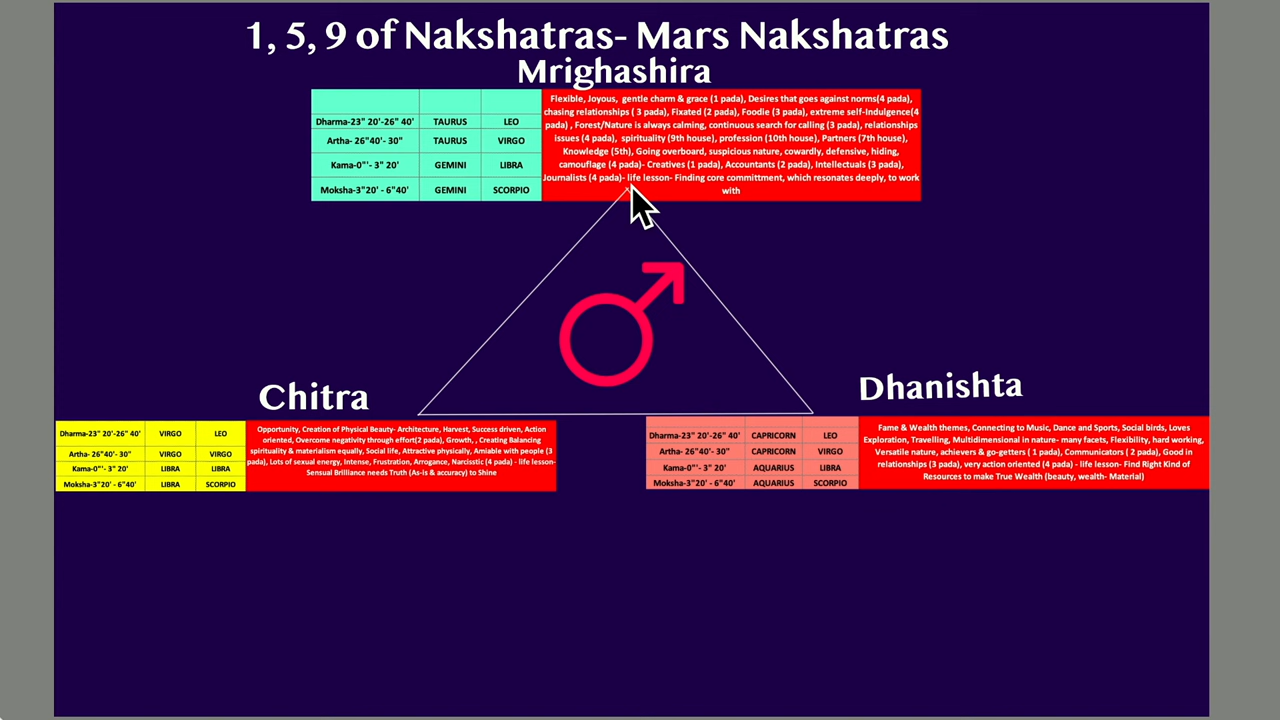 1, 5, 9 of Nakshatras- Mars Nakshatras
Mrighashira
Dharma-23" 20'-26" 40' TAURUS LEO
Artha- 26"40'- 30" TAURUS VIRGO
Kama-0"'- 3" 20' GEMINI LIBRA
Moksha-3"20' - 6"40' GEMINI SCORPIO
Flexible, Joyous, gentle charm & grace (1 pada), Desires that goes against norms(4 pada),
chasing relationships ( 3 pada), Fixated (2 pada), Foodie (3 pada), extreme self-Indulgence(4
pada) , Forest/Nature is always calming, continuous search for calling (3 pada), relationships
issues (4 pada), spirituality (9th house), profession (10th house), Partners (7th house),
Knowledge (5th), Going overboard, suspicious nature, cowardly, defensive, hiding,
camouflage (4 pada)- Creatives (1 pada), Accountants (2 pada), Intellectuals (3 pada),
Journalists (4 pada)- life lesson- Finding core committment, which resonates deeply, to work
with
Chitra
Dharma-23" 20'-26" 40' VIRGO LEO
Artha- 26"40'- 30" VIRGO VIRGO
Kama-0"'- 3" 20' LIBRA LIBRA
Moksha-3"20' - 6"40' LIBRA SCORPIO
Opportunity, Creation of Physical Beauty- Architecture, Harvest, Success driven, Action
oriented, Overcome negativity through effort(2 pada), Growth, , Creating Balancing
spirituality & materialism equally, Social life, Attractive physically, Amiable with people (3
pada), Lots of sexual energy, Intense, Frustration, Arrogance, Narcisstic (4 pada) - life lesson-
Sensual Brilliance needs Truth (As-is & accuracy) to Shine
Dhanishta
Dharma-23" 20'-26" 40' CAPRICORN LEO
Artha- 26"40'- 30" CAPRICORN VIRGO
Kama-0"'- 3" 20' AQUARIUS LIBRA
Moksha-3"20' - 6"40' AQUARIUS SCORPIO
Fame & Wealth themes, Connecting to Music, Dance and Sports, Social birds, Loves
Exploration, Travelling, Multidimensional in nature- many facets, Flexibility, hard working,
Versatile nature, achievers & go-getters ( 1 pada), Communicators ( 2 pada), Good in
relationships (3 pada), very action oriented (4 pada) - life lesson- Find Right Kind of
Resources to make True Wealth (beauty, wealth- Material)